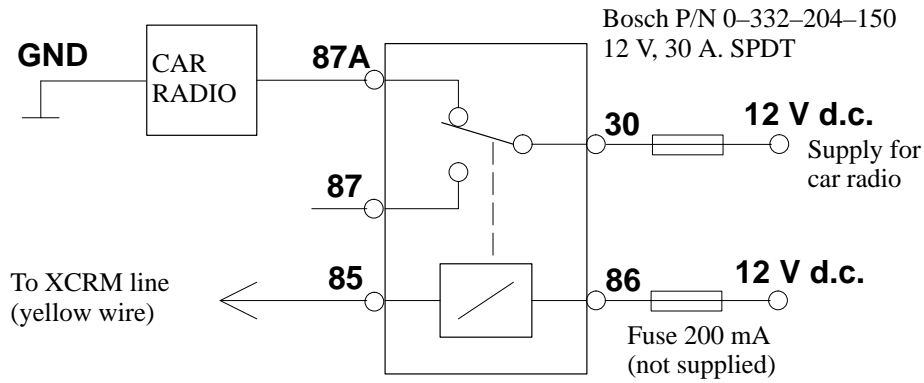 Bosch P/N 0–332–204–150
12 V, 30 A. SPDT
GND
CAR
RADIO
87A
30
12 V d.c.
Supply for
car radio
87
To XCRM line
(yellow wire)
85
86
12 V d.c.
Fuse 200 mA
(not supplied)